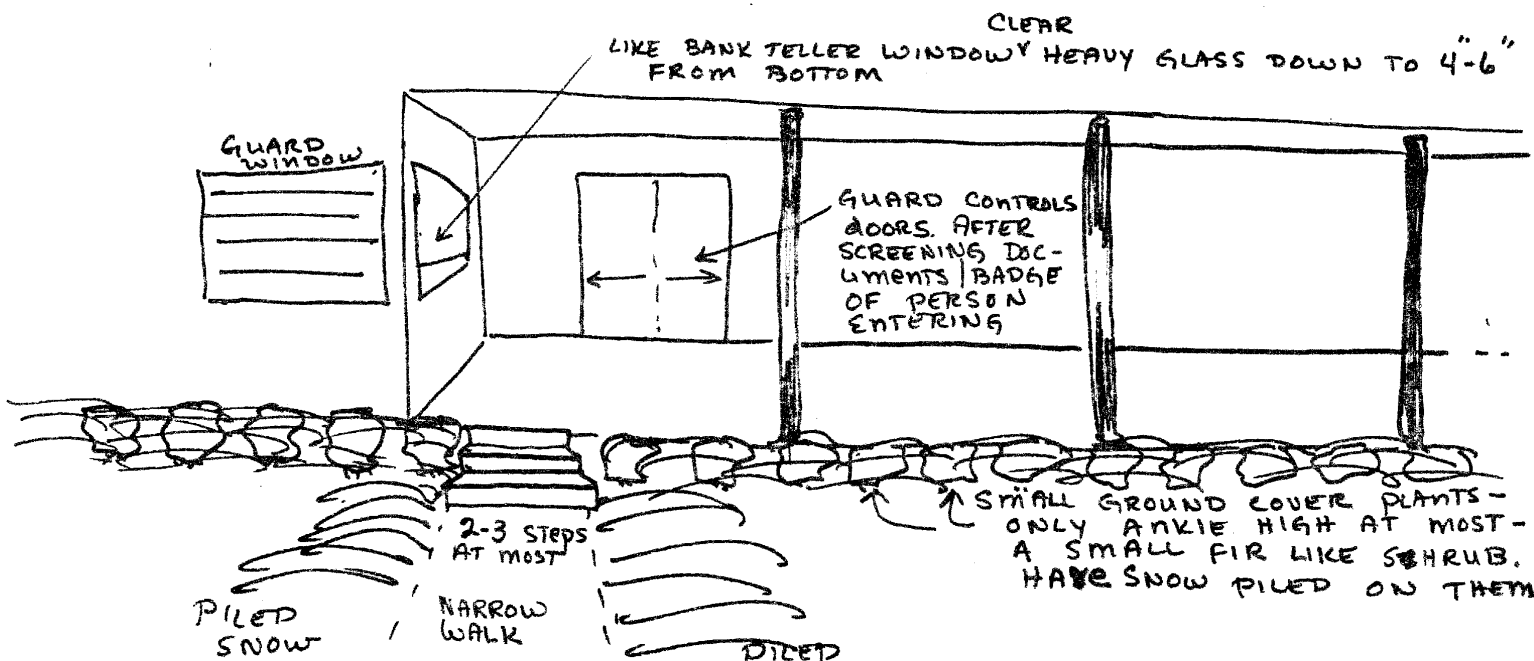 CLEAR
LIKE BANK TELLER WINDOW HEAVY GLASS DOWN TO 4"-6"
FROM BOTTOM
GUARD
WINDOW
GUARD CONTROLS
DOORS. AFTER
SCREENING DOC-
UMENTS/BADGE
OF PERSON
ENTERING
SMALL GROUND COVER PLANTS-
ONLY ANKIE HIGH AT MOST-
A SMALL FIR LIKE SHRUB.
HAVE SNOW PILED ON THEM
2-3 STEPS
AT MOST
PILED
SNOW
NARROW
WALK
PILED